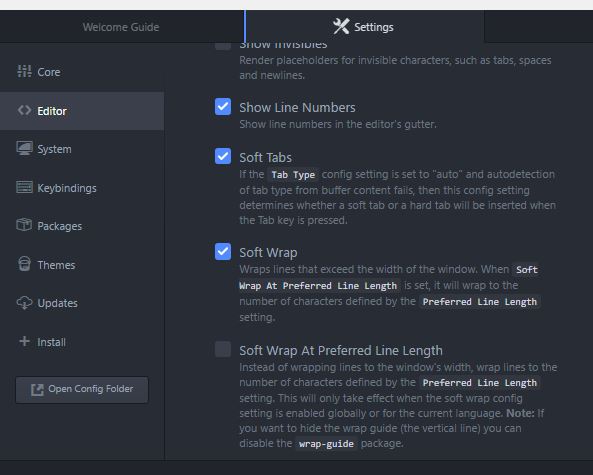 Welcome Guide
Settings
Core
Editor
System
Keybindings
Packages
Themes
Updates
Install
Open Config Folder
Show Invisibles
Render placeholders for invisible characters, such as tabs, spaces
and newlines.
Show Line Numbers
Show line numbers in the editor's gutter.
Soft Tabs
If the Tab Type config setting is set to "auto" and autodetection
of tab type from buffer content fails, then this config setting
determines whether a soft tab or a hard tab will be inserted when
the Tab key is pressed.
Soft Wrap
Wraps lines that exceed the width of the window. When Soft
Wrap At Preferred Line Length is set, it will wrap to the
number of characters defined by the Preferred Line Length
setting.
Soft Wrap At Preferred Line Length
Instead of wrapping lines to the window's width, wrap lines to the
number of characters defined by the Preferred Line Length
setting. This will only take effect when the soft wrap config
setting is enabled globally or for the current language. Note: If
you want to hide the wrap guide (the vertical line) you can
disable the wrap-guide package.